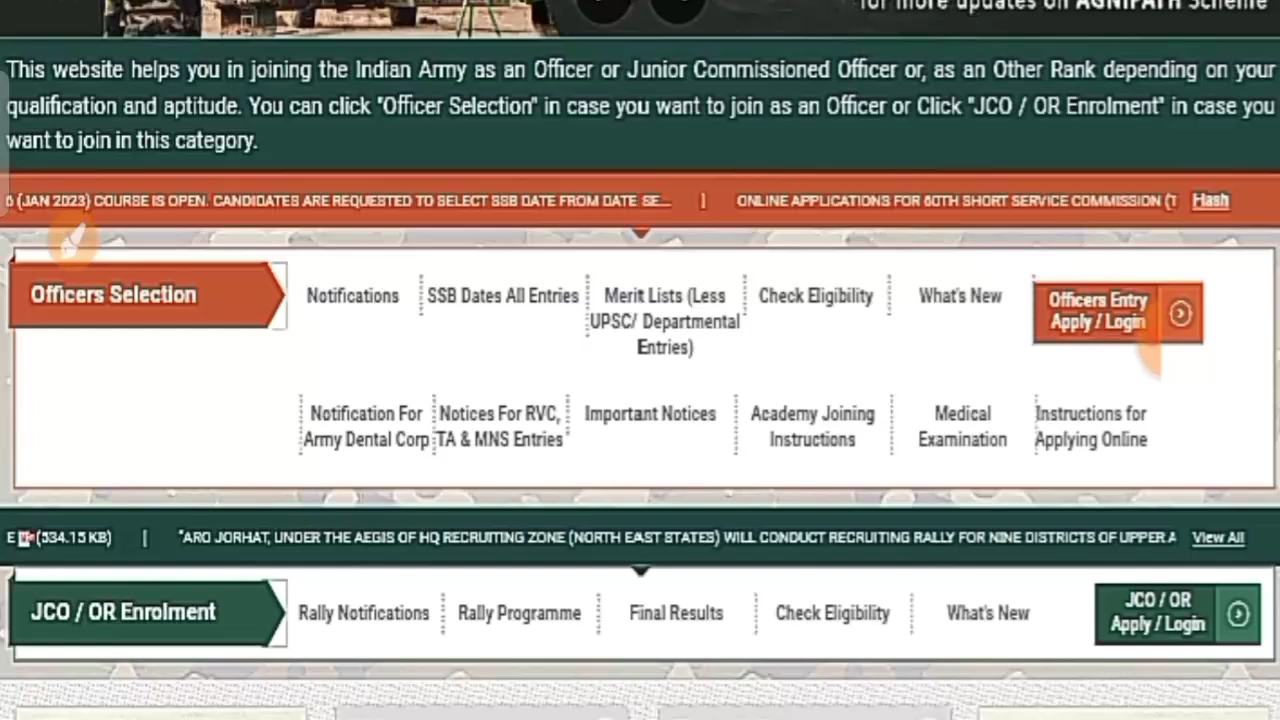 for more updates on AGNIPATH Scheme
This website helps you in joining the Indian Army as an Officer or Junior Commissioned Officer or, as an Other Rank depending on your
qualification and aptitude. You can click "Officer Selection" in case you want to join as an Officer or Click "JCO / OR Enrolment" in case you
want to join in this category.
(JAN 2023) COURSE IS OPEN. CANDIDATES ARE REQUESTED TO SELECT SSB DATE FROM DATE SE... | ONLINE APPLICATIONS FOR 60TH SHORT SERVICE COMMISSION (T Flash
Officers Selection
Notifications
SSB Dates All Entries
Merit Lists (Less
UPSC/ Departmental
Entries)
Check Eligibility
What's New
Officers Entry
Apply / Login
Notification For
Army Dental Corp
Notices For RVC,
TA & MNS Entries
Important Notices
Academy Joining
Instructions
Medical
Examination
Instructions for
Applying Online
E (534.15 KB) | "ARO JORHAT, UNDER THE AEGIS OF HQ RECRUITING ZONE (NORTH EAST STATES) WILL CONDUCT RECRUITING RALLY FOR NINE DISTRICTS OF UPPER A View All
JCO / OR Enrolment
Rally Notifications
Rally Programme
Final Results
Check Eligibility
What's New
JCO / OR
Apply / Login